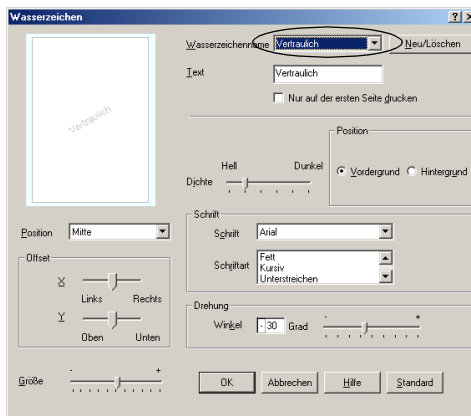 Wasserzeichen
Vertraulich
Wasserzeichenname Vertraulich Neu/Löschen
Text Vertraulich
Nur auf der ersten Seite drucken
Position
Hell Dunkel
Dichte
Vordergrund Hintergrund
Position Mitte
Schrift
Schrift Arial
Schriftart Fett
Kursiv
Unterstreichen
Offset
X
Links Rechts
Y
Oben Unten
Drehung
Winkel - 30 Grad - +
Größe - +
OK Abbrechen Hilfe Standard